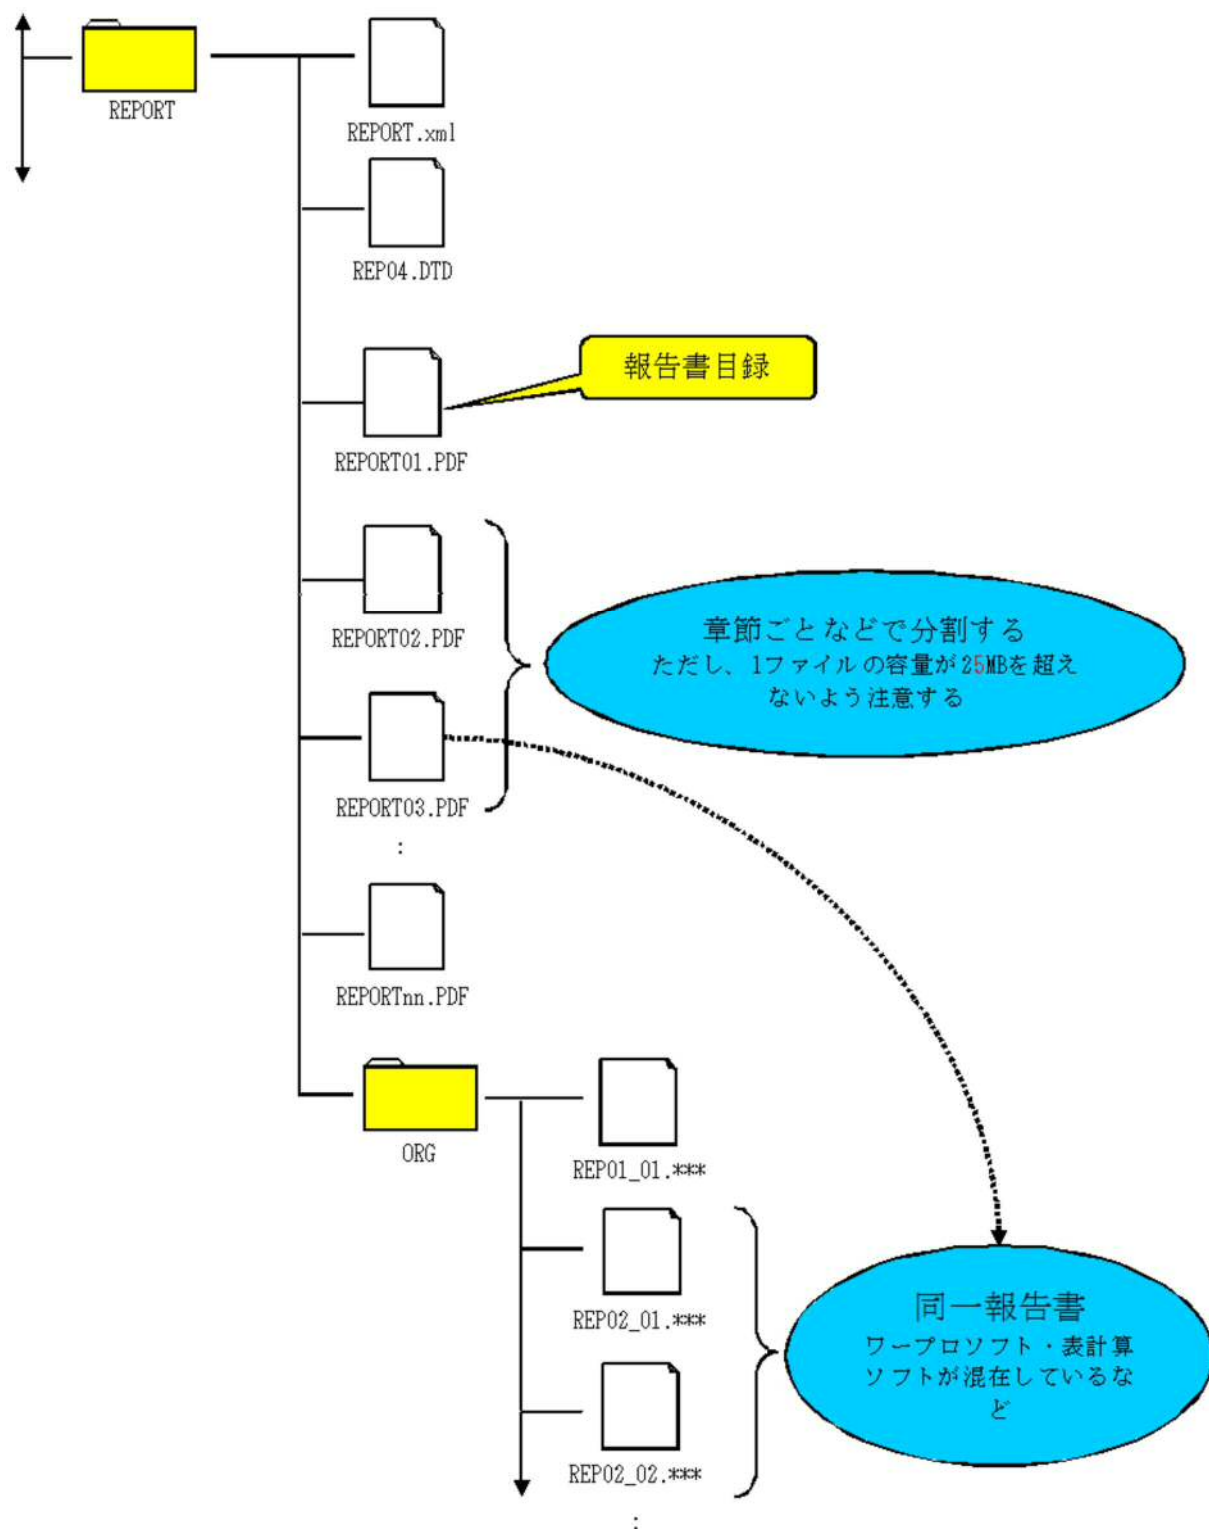 REPORT
REPORT.xml
REP04.DTD
報告書目録
REPORT01.PDF
REPORT02.PDF
章節ごとなどで分割する
ただし、1ファイルの容量が25MBを超え
ないよう注意する
REPORT03.PDF
:
REPORTnn.PDF
ORG
REP01_01.***
REP02_01.***
同一報告書
ワープロソフト・表計算
ソフトが混在しているな
ど
REP02_02.***
: